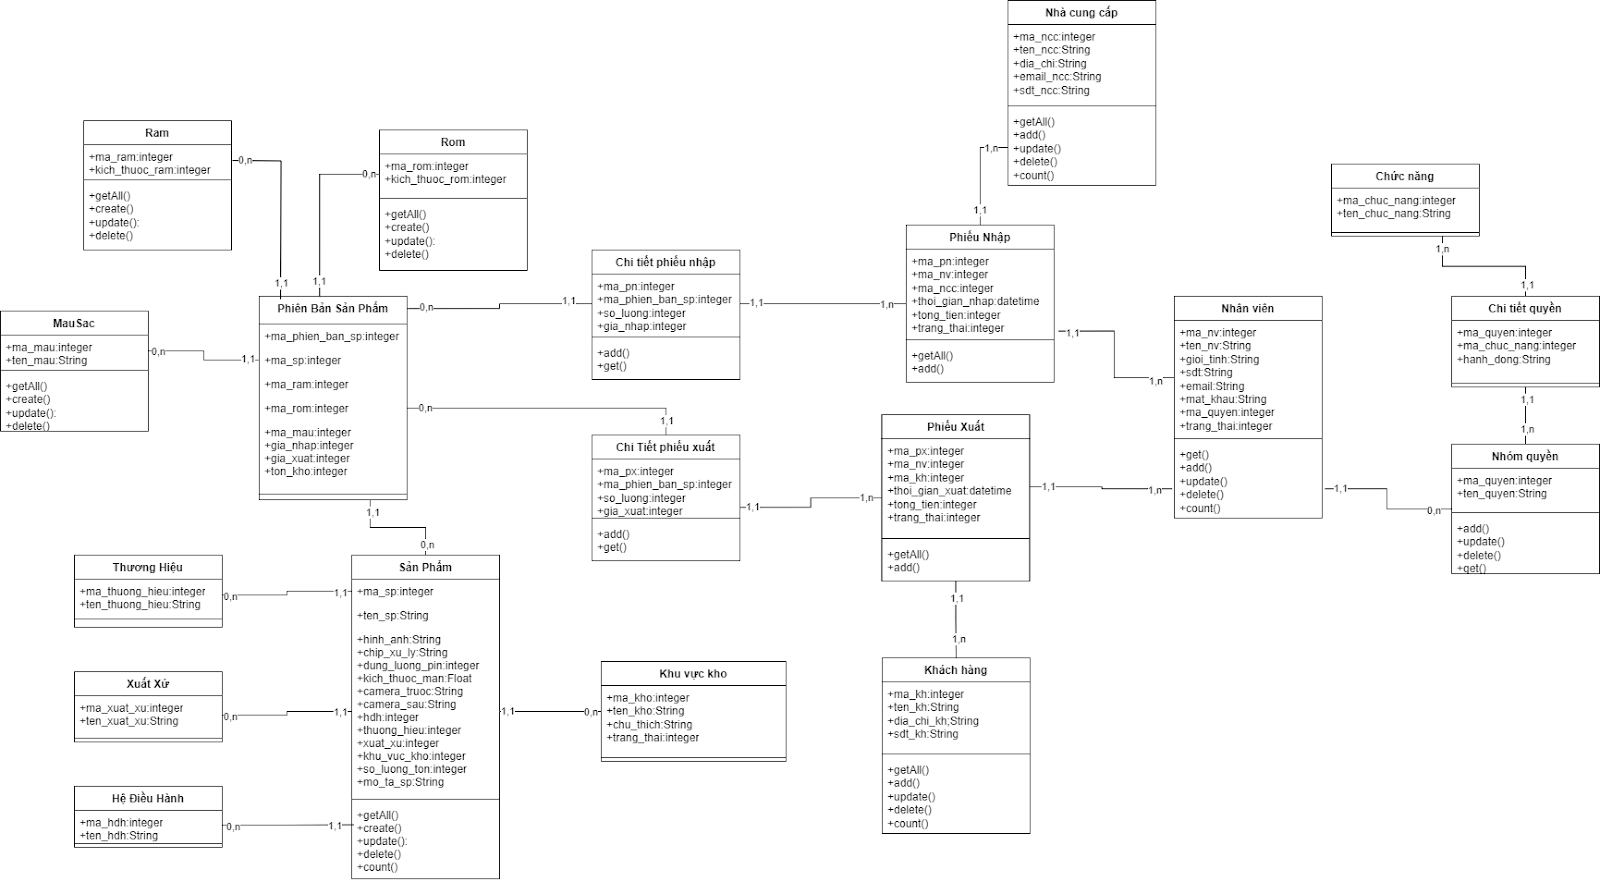 Nhà cung cấp
+ma_ncc:integer
+ten_ncc:String
+dia_chi:String
+email_ncc:String
+sdt_ncc:String
+getAll()
+add()
+update()
+delete()
+count()
Ram
+ma_ram:integer
+kich_thuoc_ram:integer
+getAll()
+create()
+update():
+delete()
0,n
1,1
Rom
+ma_rom:integer
+kich_thuoc_rom:integer
+getAll()
+create()
+update():
+delete()
0,n
1,1
1,n
1,1
Chức năng
+ma_chuc_nang:integer
+ten_chuc_nang:String
1,n
1,1
Chi tiết phiếu nhập
+ma_pn:integer
+ma_phien_ban_sp:integer
+so_luong:integer
+gia_nhap:integer
+add()
+get()
0,n
1,1
1,1
1,n
Phiếu Nhập
+ma_pn:integer
+ma_nv:integer
+ma_ncc:integer
+thoi_gian_nhap:datetime
+tong_tien:integer
+trang_thai:integer
+getAll()
+add()
1,1
1,n
MauSac
+ma_mau:integer
+ten_mau:String
+getAll()
+create()
+update():
+delete()
0,n
1,1
Phiên Bản Sản Phẩm
+ma_phien_ban_sp:integer
+ma_sp:integer
+ma_ram:integer
+ma_rom:integer
+ma_mau:integer
+gia_nhap:integer
+gia_xuat:integer
+ton_kho:integer
0,n
1,1
1,1
0,n
Nhân viên
+ma_nv:integer
+ten_nv:String
+gioi_tinh:String
+sdt:String
+email:String
+mat_khau:String
+ma_quyen:integer
+trang_thai:integer
+get()
+add()
+update()
+delete()
+count()
Chi tiết quyền
+ma_quyen:integer
+ma_chuc_nang:integer
+hanh_dong:String
1,1
1,n
Nhóm quyền
+ma_quyen:integer
+ten_quyen:String
+add()
+update()
+delete()
+get()
1,1
0,n
Chi Tiết phiếu xuất
+ma_px:integer
+ma_phien_ban_sp:integer
+so_luong:integer
+gia_xuat:integer
+add()
+get()
1,1
1,n
Phiếu Xuất
+ma_px:integer
+ma_nv:integer
+ma_kh:integer
+thoi_gian_xuat:datetime
+tong_tien:integer
+trang_thai:integer
+getAll()
+add()
1,1
1,n
1,1
1,n
Thương Hiệu
+ma_thuong_hieu:integer
+ten_thuong_hieu:String
0,n
1,1
Sản Phẩm
+ma_sp:integer
+ten_sp:String
+hinh_anh:String
+chip_xu_ly:String
+dung_luong_pin:integer
+kich_thuoc_man:Float
+camera_truoc:String
+camera_sau:String
+hdh:integer
+thuong_hieu:integer
+xuat_xu:integer
+khu_vuc_kho:integer
+so_luong_ton:integer
+mo_ta_sp:String
+getAll()
+create()
+update():
+delete()
+count()
Xuất Xứ
+ma_xuat_xu:integer
+ten_xuat_xu:String
0,n
1,1
1,1
0,n
Khu vực kho
+ma_kho:integer
+ten_kho:String
+chu_thich:String
+trang_thai:integer
Khách hàng
+ma_kh:integer
+ten_kh:String
+dia_chi_kh;String
+sdt_kh:String
+getAll()
+add()
+update()
+delete()
+count()
Hệ Điều Hành
+ma_hdh:integer
+ten_hdh:String
0,n
1,1